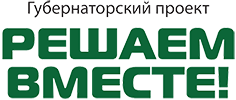 Губернаторский проект
РЕШАЕМ
ВМЕСТЕ!